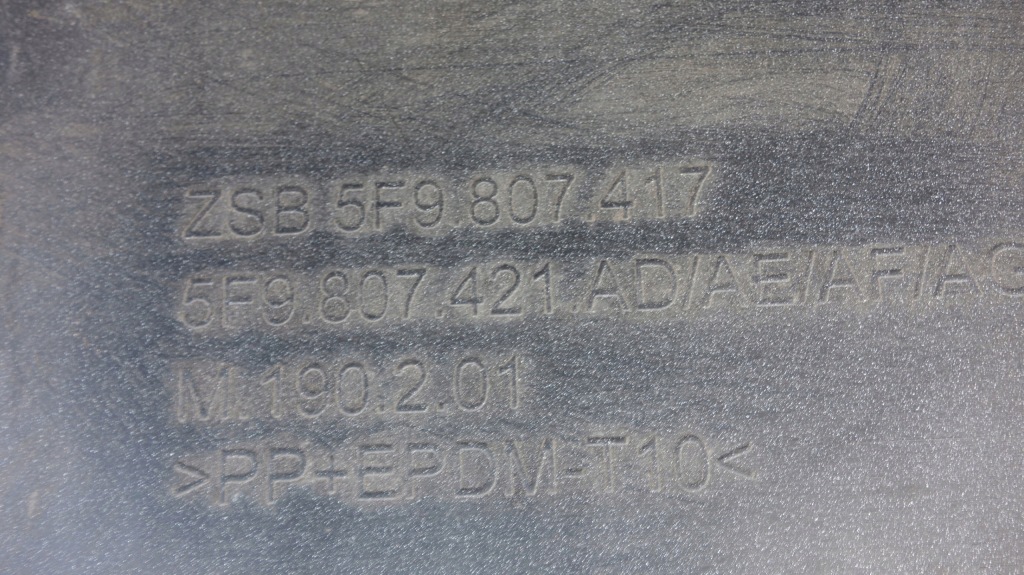 ZSB 5F9.807.417
5F9.807.421.AD/AE/AF/AG
M.190.2.01
>PP+EPDM-T10<